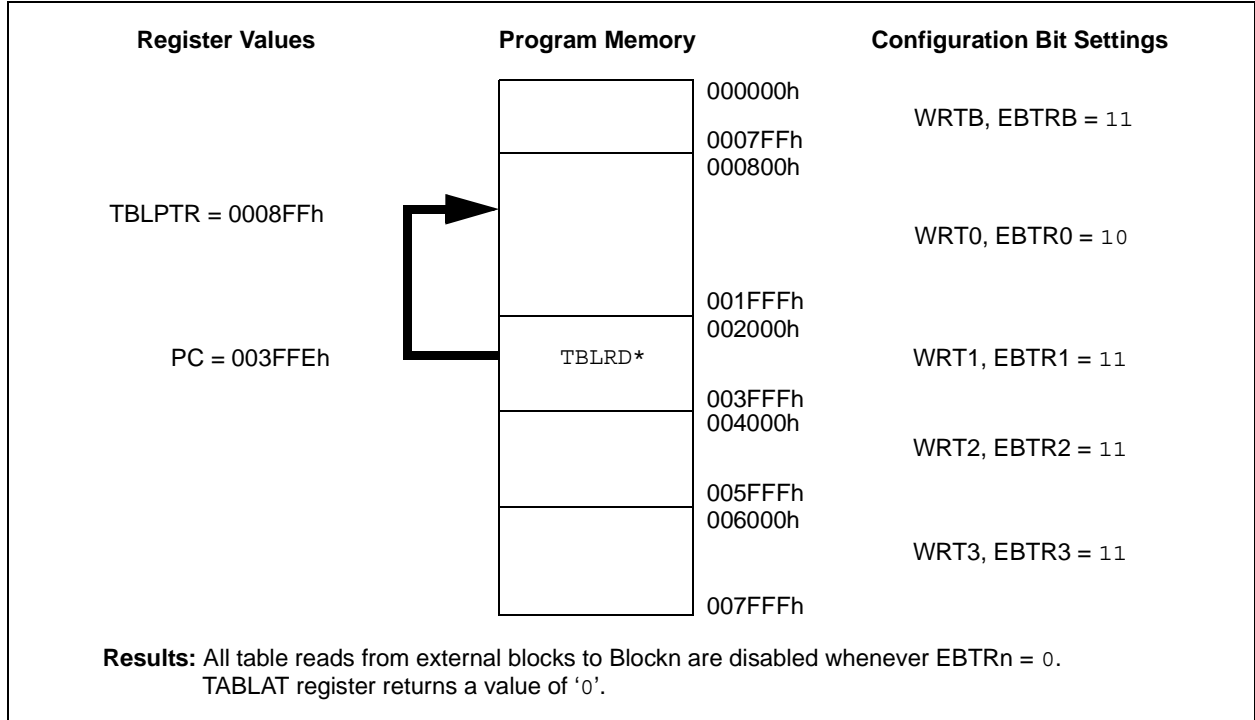 Register Values Program Memory Configuration Bit Settings
000000h
WRTB, EBTRB = 11
0007FFh
000800h
TBLPTR = 0008FFh
WRT0, EBTR0 = 10
001FFFh
002000h
PC = 003FFEh TBLRD* WRT1, EBTR1 = 11
003FFFh
004000h
WRT2, EBTR2 = 11
005FFFh
006000h
WRT3, EBTR3 = 11
007FFFh
Results: All table reads from external blocks to Blockn are disabled whenever EBTRn = 0.
TABLAT register returns a value of ‘0’.